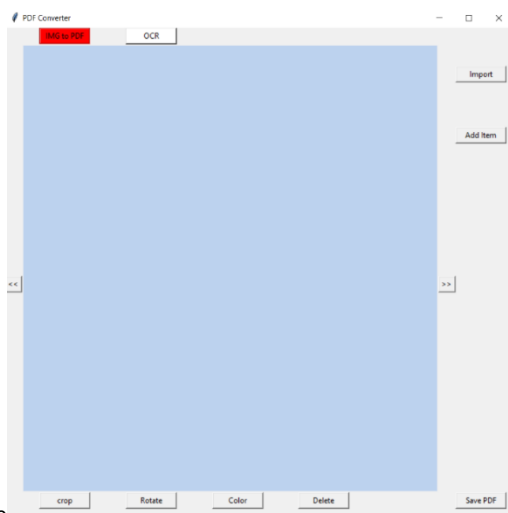 PDF Converter
IMG to PDF OCR
Import
Add Item
<< >>
crop Rotate Color Delete Save PDF